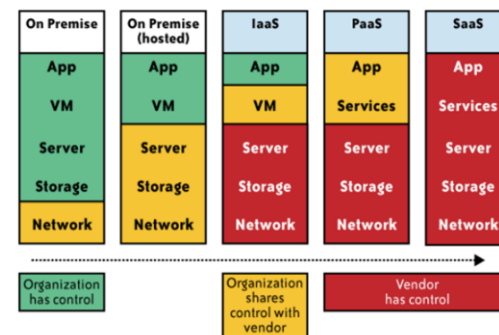 On Premise
App
VM
Server
Storage
Network
On Premise
(hosted)
App
VM
Server
Storage
Network
IaaS
App
VM
Server
Storage
Network
PaaS
App
Services
Server
Storage
Network
SaaS
App
Services
Server
Storage
Network
Organization
has control
Organization
shares
control with
vendor
Vendor
has control